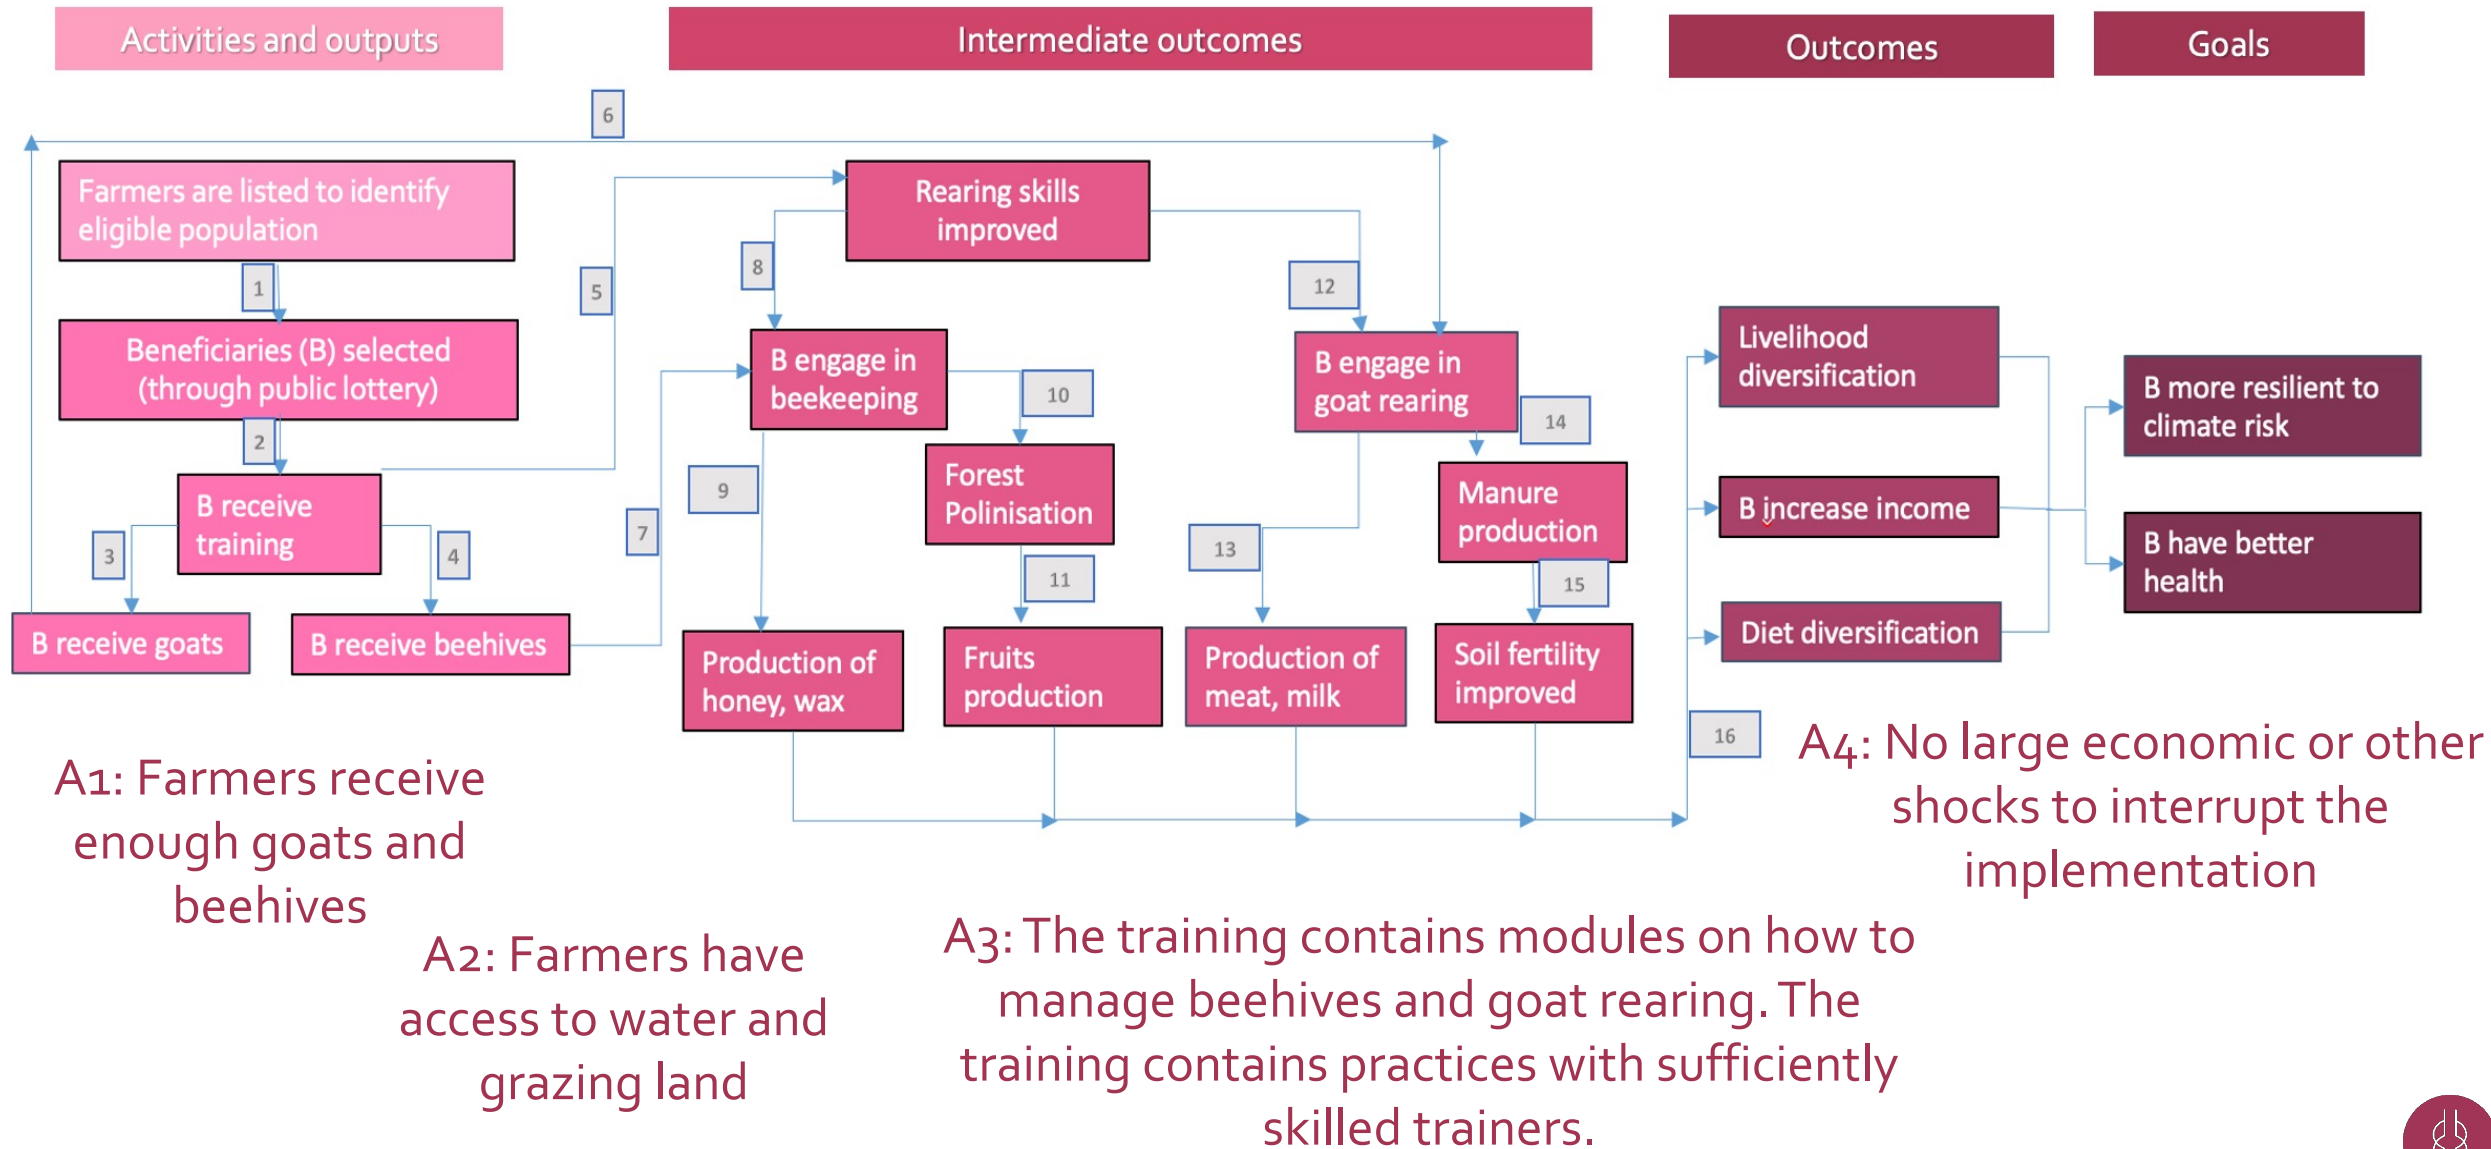 Activities and outputs
Intermediate outcomes
Outcomes
Goals
6
Farmers are listed to identify
eligible population
1
Beneficiaries (B) selected
(through public lottery)
2
B receive
training
3
4
B receive goats
B receive beehives
5
7
Rearing skills
improved
8
12
B engage in
beekeeping
10
9
Forest
Polinisation
11
B engage in
goat rearing
14
13
Manure
production
15
Production of
honey, wax
Fruits
production
Production of
meat, milk
Soil fertility
improved
16
Livelihood
diversification
B increase income
Diet diversification
B more resilient to
climate risk
B have better
health
A1: Farmers receive
enough goats and
beehives
A2: Farmers have
access to water and
grazing land
A3: The training contains modules on how to
manage beehives and goat rearing. The
training contains practices with sufficiently
skilled trainers.
A4: No large economic or other
shocks to interrupt the
implementation